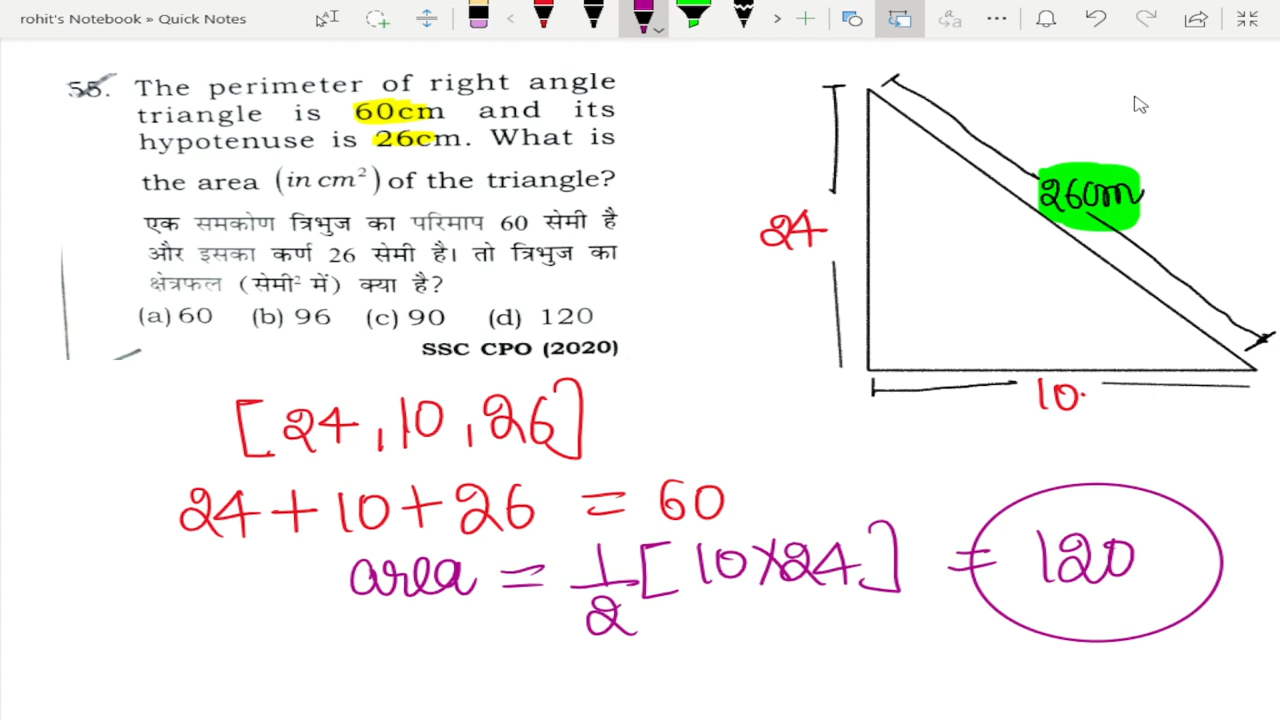 rohit's Notebook » Quick Notes
55. The perimeter of right angle
triangle is 60cm and its
hypotenuse is 26cm. What is
the area (in cm²) of the triangle?
एक समकोण त्रिभुज का परिमाप 60 सेमी है
और इसका कर्ण 26 सेमी है। तो त्रिभुज का
क्षेत्रफल (सेमी² में) क्या है?
(a) 60 (b) 96 (c) 90 (d) 120
SSC CPO (2020)
26cm
24
10.
[24, 10, 26]
24 + 10 + 26 = 60
area = 1/2 [10×24] = 120